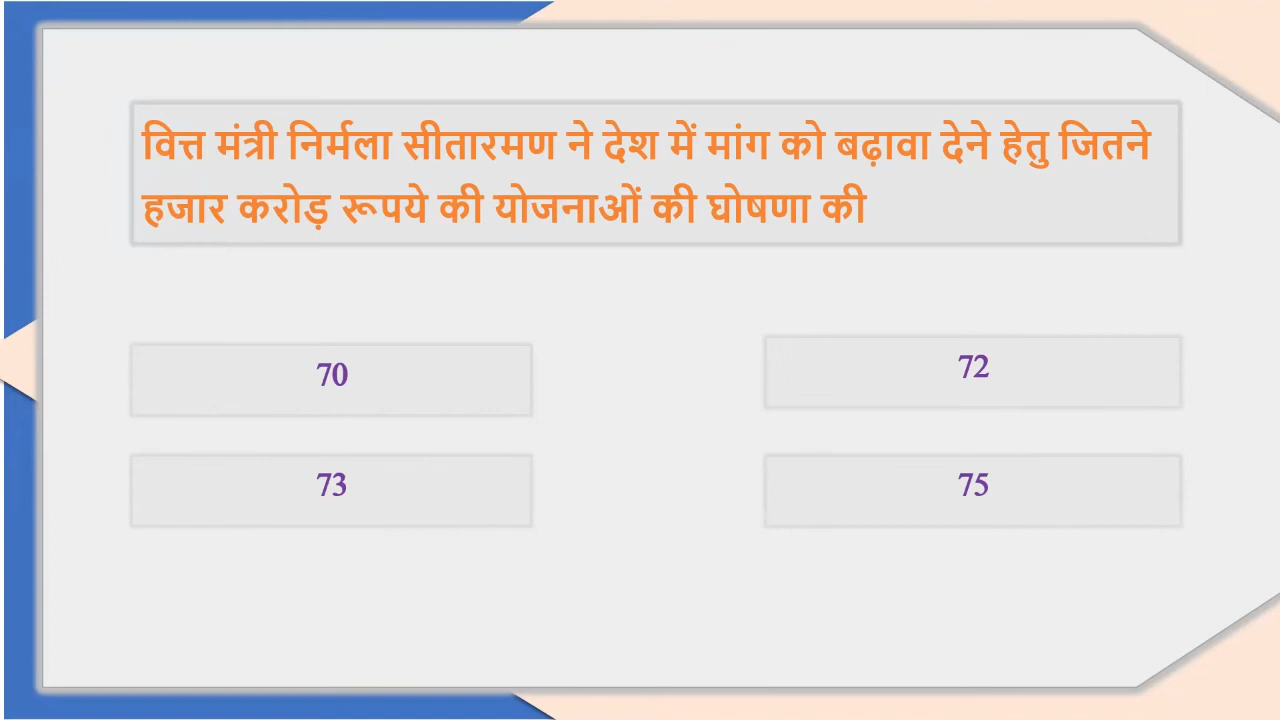 वित्त मंत्री निर्मला सीतारमण ने देश में मांग को बढ़ावा देने हेतु जितने
हजार करोड़ रूपये की योजनाओं की घोषणा की
70
72
73
75